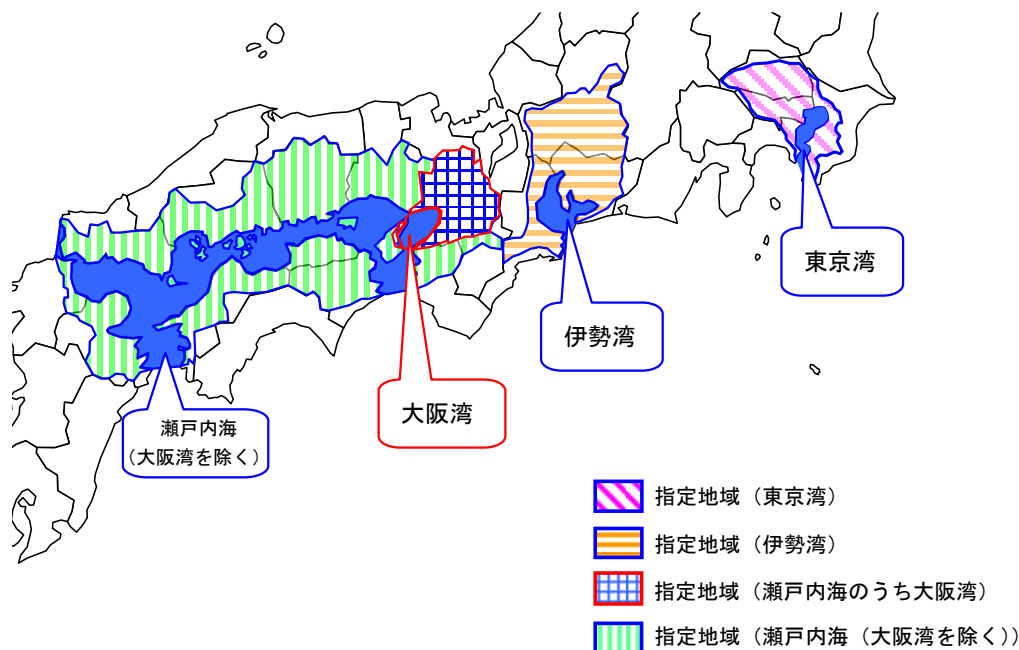 東京湾
伊勢湾
大阪湾
瀬戸内海
（大阪湾を除く）
指定地域（東京湾）
指定地域（伊勢湾）
指定地域（瀬戸内海のうち大阪湾）
指定地域（瀬戸内海（大阪湾を除く））